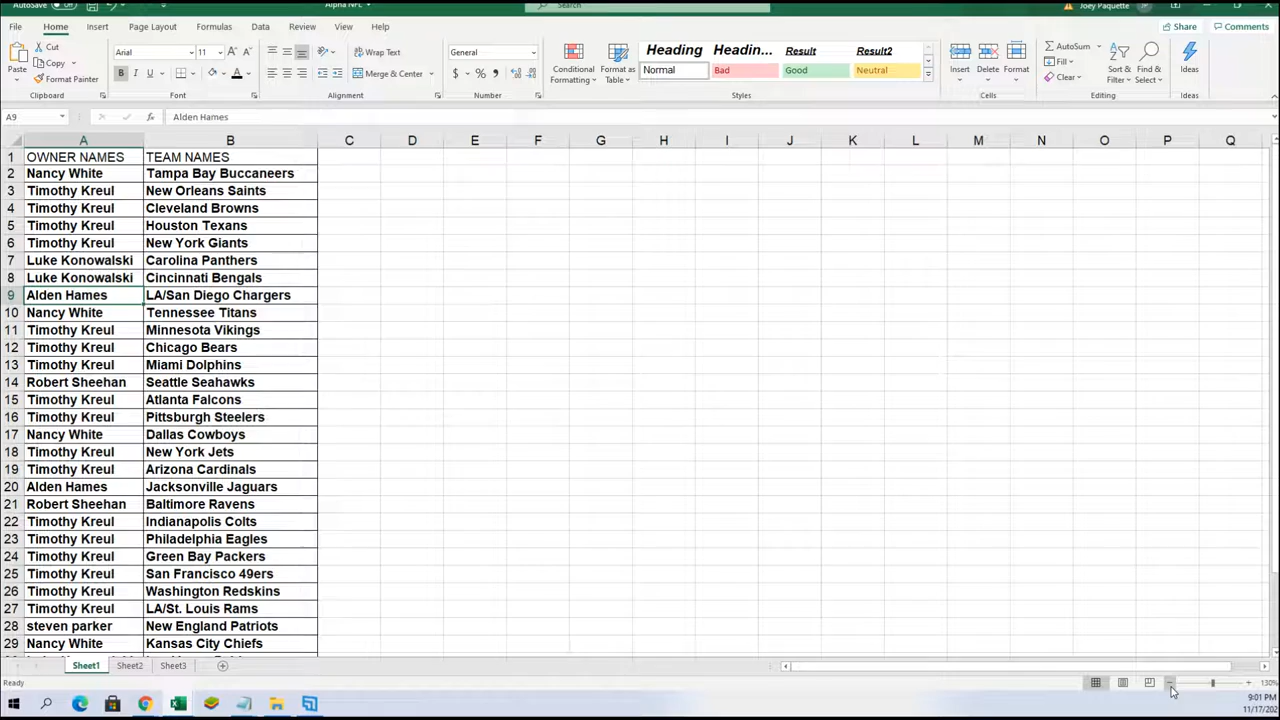 AutoSave Off
Alpha NFL
Search
Joey Paquette
JP
File Home Insert Page Layout Formulas Data Review View Help
Share Comments
Paste
Cut
Copy
Format Painter
Clipboard
Arial 11
B I U
Font
Wrap Text
Merge & Center
Alignment
General
$ % 9
Number
Conditional Formatting
Format as Table
Heading Headin... Result Result2
Normal Bad Good Neutral
Styles
Insert Delete Format
Cells
AutoSum
Fill
Clear
Sort & Filter
Find & Select
Editing
Ideas
Ideas
A9 fx Alden Hames
A B C D E F G H I J K L M N O P Q
1 OWNER NAMES TEAM NAMES
2 Nancy White Tampa Bay Buccaneers
3 Timothy Kreul New Orleans Saints
4 Timothy Kreul Cleveland Browns
5 Timothy Kreul Houston Texans
6 Timothy Kreul New York Giants
7 Luke Konowalski Carolina Panthers
8 Luke Konowalski Cincinnati Bengals
9 Alden Hames LA/San Diego Chargers
10 Nancy White Tennessee Titans
11 Timothy Kreul Minnesota Vikings
12 Timothy Kreul Chicago Bears
13 Timothy Kreul Miami Dolphins
14 Robert Sheehan Seattle Seahawks
15 Timothy Kreul Atlanta Falcons
16 Timothy Kreul Pittsburgh Steelers
17 Nancy White Dallas Cowboys
18 Timothy Kreul New York Jets
19 Timothy Kreul Arizona Cardinals
20 Alden Hames Jacksonville Jaguars
21 Robert Sheehan Baltimore Ravens
22 Timothy Kreul Indianapolis Colts
23 Timothy Kreul Philadelphia Eagles
24 Timothy Kreul Green Bay Packers
25 Timothy Kreul San Francisco 49ers
26 Timothy Kreul Washington Redskins
27 Timothy Kreul LA/St. Louis Rams
28 steven parker New England Patriots
29 Nancy White Kansas City Chiefs
Sheet1 Sheet2 Sheet3
Ready
130%
9:01 PM
11/17/202